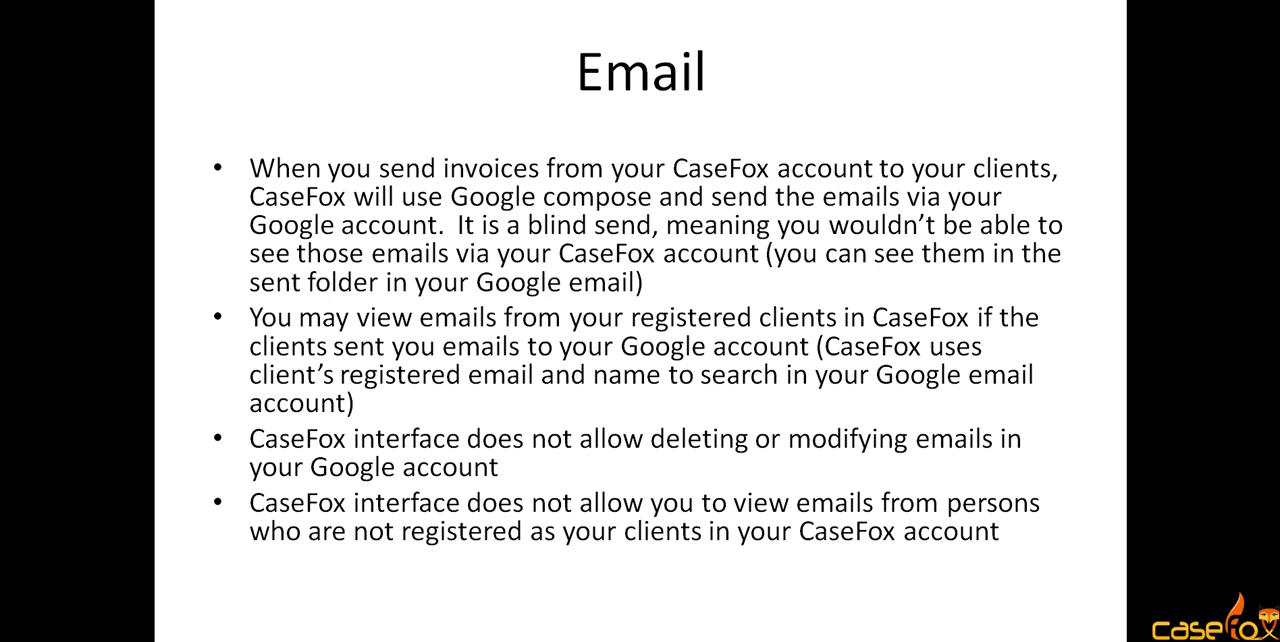 Email
• When you send invoices from your CaseFox account to your clients,
CaseFox will use Google compose and send the emails via your
Google account.  It is a blind send, meaning you wouldn’t be able to
see those emails via your CaseFox account (you can see them in the
sent folder in your Google email)
• You may view emails from your registered clients in CaseFox if the
clients sent you emails to your Google account (CaseFox uses
client’s registered email and name to search in your Google email
account)
• CaseFox interface does not allow deleting or modifying emails in
your Google account
• CaseFox interface does not allow you to view emails from persons
who are not registered as your clients in your CaseFox account
casefox